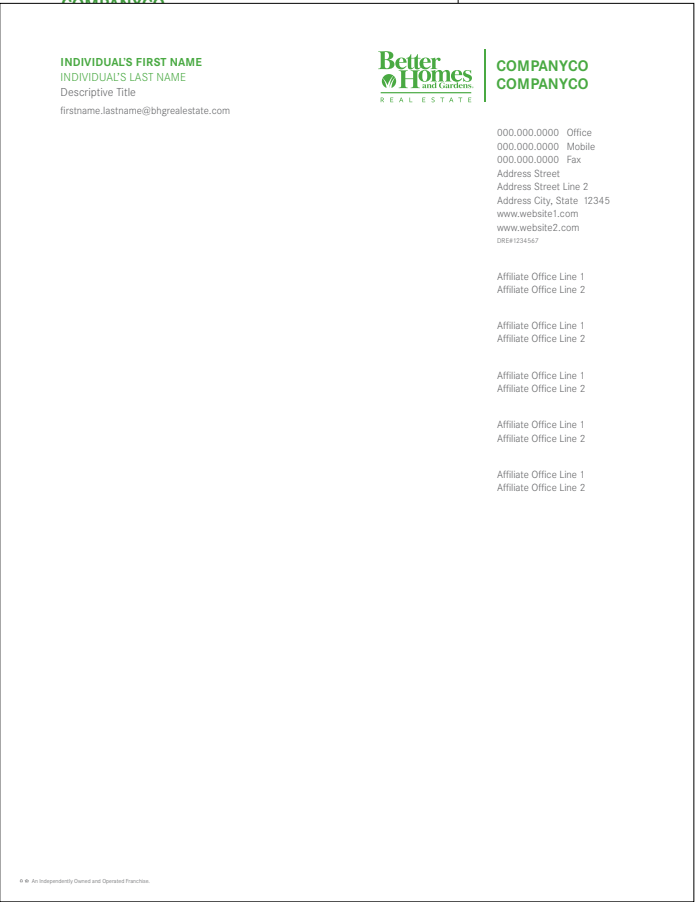 COMPANYCO
INDIVIDUAL'S FIRST NAME
INDIVIDUAL'S LAST NAME
Descriptive Title
firstname.lastname@bhgrealestate.com
Better
Homes
and Gardens
REAL ESTATE
COMPANYCO
COMPANYCO
000.000.0000 Office
000.000.0000 Mobile
000.000.0000 Fax
Address Street
Address Street Line 2
Address City, State 12345
www.website1.com
www.website2.com
DRE#1234567
Affiliate Office Line 1
Affiliate Office Line 2
Affiliate Office Line 1
Affiliate Office Line 2
Affiliate Office Line 1
Affiliate Office Line 2
Affiliate Office Line 1
Affiliate Office Line 2
Affiliate Office Line 1
Affiliate Office Line 2
An Independently Owned and Operated Franchise.